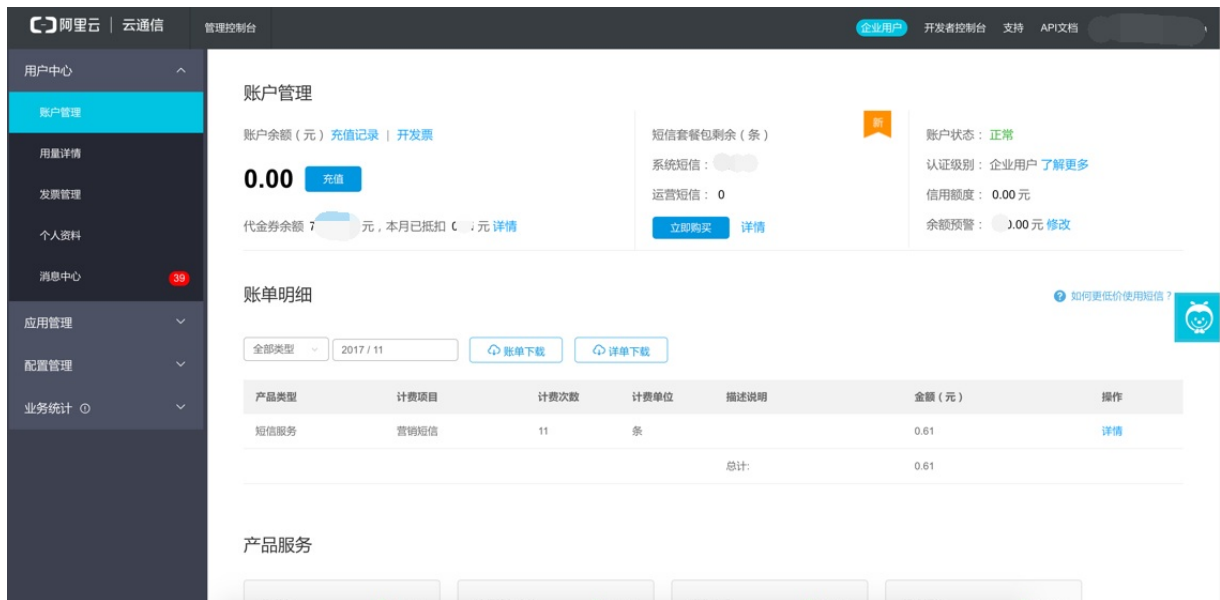 阿里云 | 云通信 管理控制台 企业用户 开发者控制台 支持 API文档
用户中心
账户管理
用量详情
发票管理
个人资料
消息中心 39
应用管理
配置管理
业务统计
账户管理
账户余额（元）充值记录 | 开发票
0.00 充值
代金券余额 元，本月已抵扣 元 详情
短信套餐包剩余（条）
新
系统短信：
运营短信： 0
立即购买 详情
账户状态： 正常
认证级别： 企业用户 了解更多
信用额度： 0.00 元
余额预警： 0.00 元 修改
账单明细
如何更低价使用短信？
全部类型 2017 / 11 账单下载 详单下载
产品类型 计费项目 计费次数 计费单位 描述说明 金额（元） 操作
短信服务 营销短信 11 条 0.61 详情
总计: 0.61
产品服务